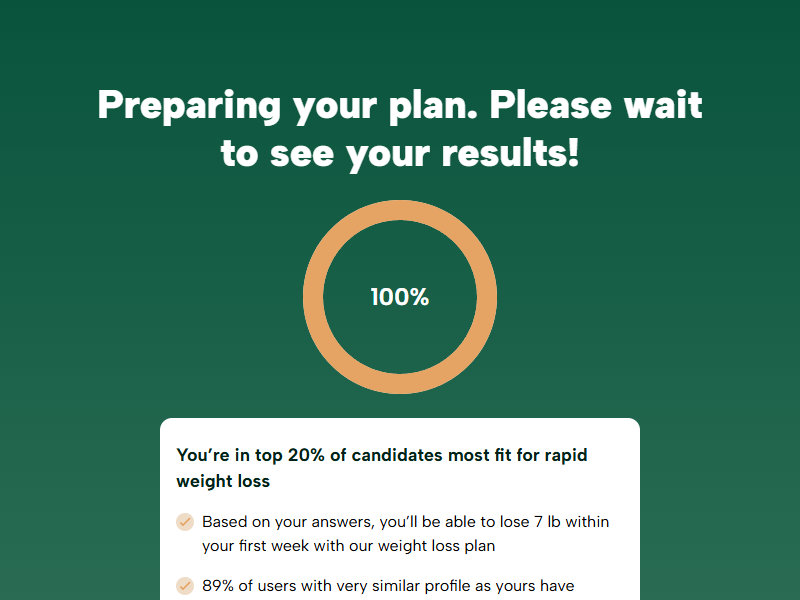 Preparing your plan. Please wait
to see your results!
100%
You’re in top 20% of candidates most fit for rapid
weight loss
Based on your answers, you’ll be able to lose 7 lb within
your first week with our weight loss plan
89% of users with very similar profile as yours have